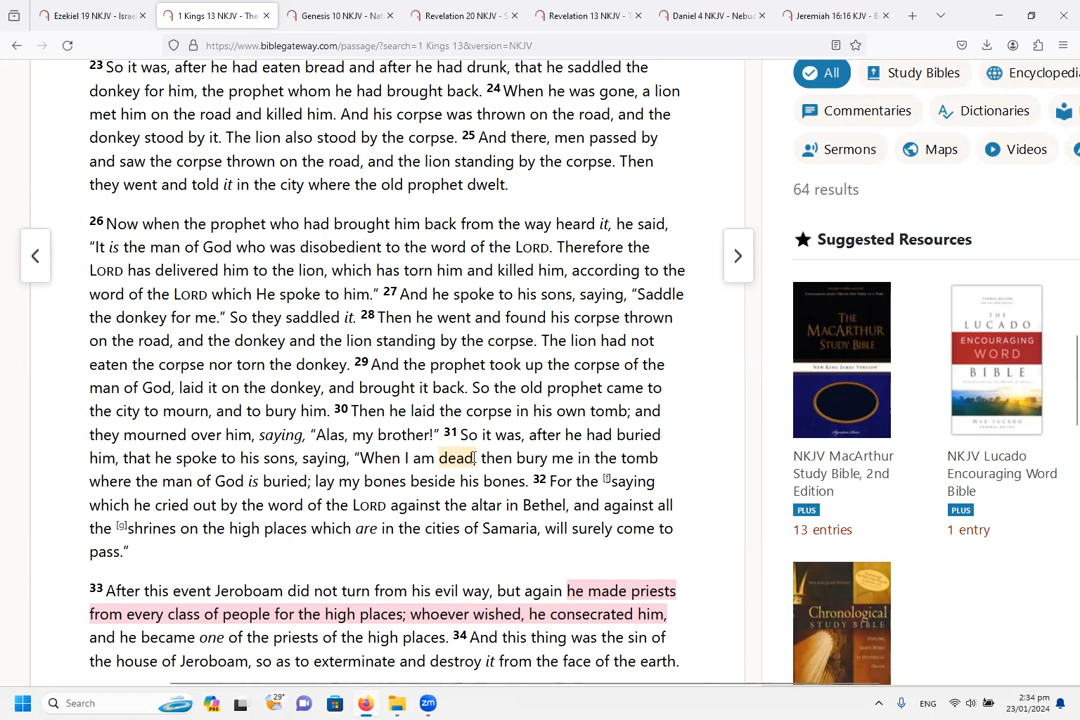 Ezekiel 19 NKJV - Israe
1 Kings 13 NKJV - The
Genesis 10 NKJV - Nat
Revelation 20 NKJV - S
Revelation 13 NKJV - T
Daniel 4 NKJV - Nebuc
Jeremiah 16:16 KJV - B
https://www.biblegateway.com/passage/?search=1 Kings 13&version=NKJV
23 So it was, after he had eaten bread and after he had drunk, that he saddled the
donkey for him, the prophet whom he had brought back. 24 When he was gone, a lion
met him on the road and killed him. And his corpse was thrown on the road, and the
donkey stood by it. The lion also stood by the corpse. 25 And there, men passed by
and saw the corpse thrown on the road, and the lion standing by the corpse. Then
they went and told it in the city where the old prophet dwelt.
26 Now when the prophet who had brought him back from the way heard it, he said,
“It is the man of God who was disobedient to the word of the LORD. Therefore the
LORD has delivered him to the lion, which has torn him and killed him, according to the
word of the LORD which He spoke to him.” 27 And he spoke to his sons, saying, “Saddle
the donkey for me.” So they saddled it. 28 Then he went and found his corpse thrown
on the road, and the donkey and the lion standing by the corpse. The lion had not
eaten the corpse nor torn the donkey. 29 And the prophet took up the corpse of the
man of God, laid it on the donkey, and brought it back. So the old prophet came to
the city to mourn, and to bury him. 30 Then he laid the corpse in his own tomb; and
they mourned over him, saying, “Alas, my brother!” 31 So it was, after he had buried
him, that he spoke to his sons, saying, “When I am dead, then bury me in the tomb
where the man of God is buried; lay my bones beside his bones. 32 For the [f]saying
which he cried out by the word of the LORD against the altar in Bethel, and against all
the [g]shrines on the high places which are in the cities of Samaria, will surely come to
pass.”
33 After this event Jeroboam did not turn from his evil way, but again he made priests
from every class of people for the high places; whoever wished, he consecrated him,
and he became one of the priests of the high places. 34 And this thing was the sin of
the house of Jeroboam, so as to exterminate and destroy it from the face of the earth.
All
Study Bibles
Encyclopedi
Commentaries
Dictionaries
Sermons
Maps
Videos
64 results
Suggested Resources
THE
MACARTHUR
STUDY BIBLE
NEW KING JAMES VERSION
THE
LUCADO
ENCOURAGING
WORD
BIBLE
MAX LUCADO
NKJV MacArthur
Study Bible, 2nd
Edition
PLUS
13 entries
NKJV Lucado
Encouraging Word
Bible
PLUS
1 entry
Chronological
STUDY BIBLE
Search
29°
ENG
2:34 pm
23/01/2024